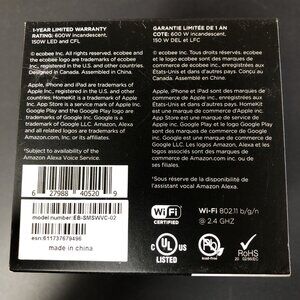 1-YEAR LIMITED WARRANTY
RATING: 600W incandescent,
150W LED and CFL
© ecobee Inc. All rights reserved. ecobee
and the ecobee logo are trademarks of ecobee
Inc., registered in the U.S. and other countries.
Designed in Canada. Assembled in China.
Apple, iPhone and iPad are trademarks of
Apple Inc., registered in the U.S. and other
countries. HomeKit is a trademark of Apple Inc.
App Store is a service mark of Apple Inc.
Google Play and the Google Play logo are
trademarks of Google Inc. Google is a
trademark of Google LLC. Amazon, Alexa
and all related logos are trademarks of
Amazon.com, Inc. or its affiliates.
*Subject to availability of the
Amazon Alexa Voice Service.
6 27988 40520 9
model number: EB-SMSWVC-02
esn: 611737679496
made in china
GARANTIE LIMITÉE DE 1 AN
COTE: 600 W incandescent,
150 W DEL et LFC
© ecobee Inc. Tous droits réservés. ecobee
et le logo ecobee sont des marques de
commerce d'ecobee Inc. enregistrées aux
États-Unis et dans d'autres pays. Conçu au
Canada. Assemblé en Chine.
Apple, iPhone et iPad sont des marques de
commerce d'Apple Inc., enregistrées aux
États-Unis et dans d'autres pays. HomeKit
est une marque de commerce d'Apple Inc.
App Store est une marque de service
d'Apple Inc. Google Play et le logo Google Play
sont des marques de commerce de
Google Inc. Google est une marque de
commerce de Google LLC. Amazon, Alexa
et tous les logos associés sont des marques
de commerce de Amazon.com, Inc. ou
de ses affiliés.
*Sous réserve de la disponibilité de
l'assistant vocal Amazon Alexa.
Wi Fi
CERTIFIED
Wi-Fi 802.11 b/g/n
@ 2.4 GHZ
C UL US
LISTED
RoHS